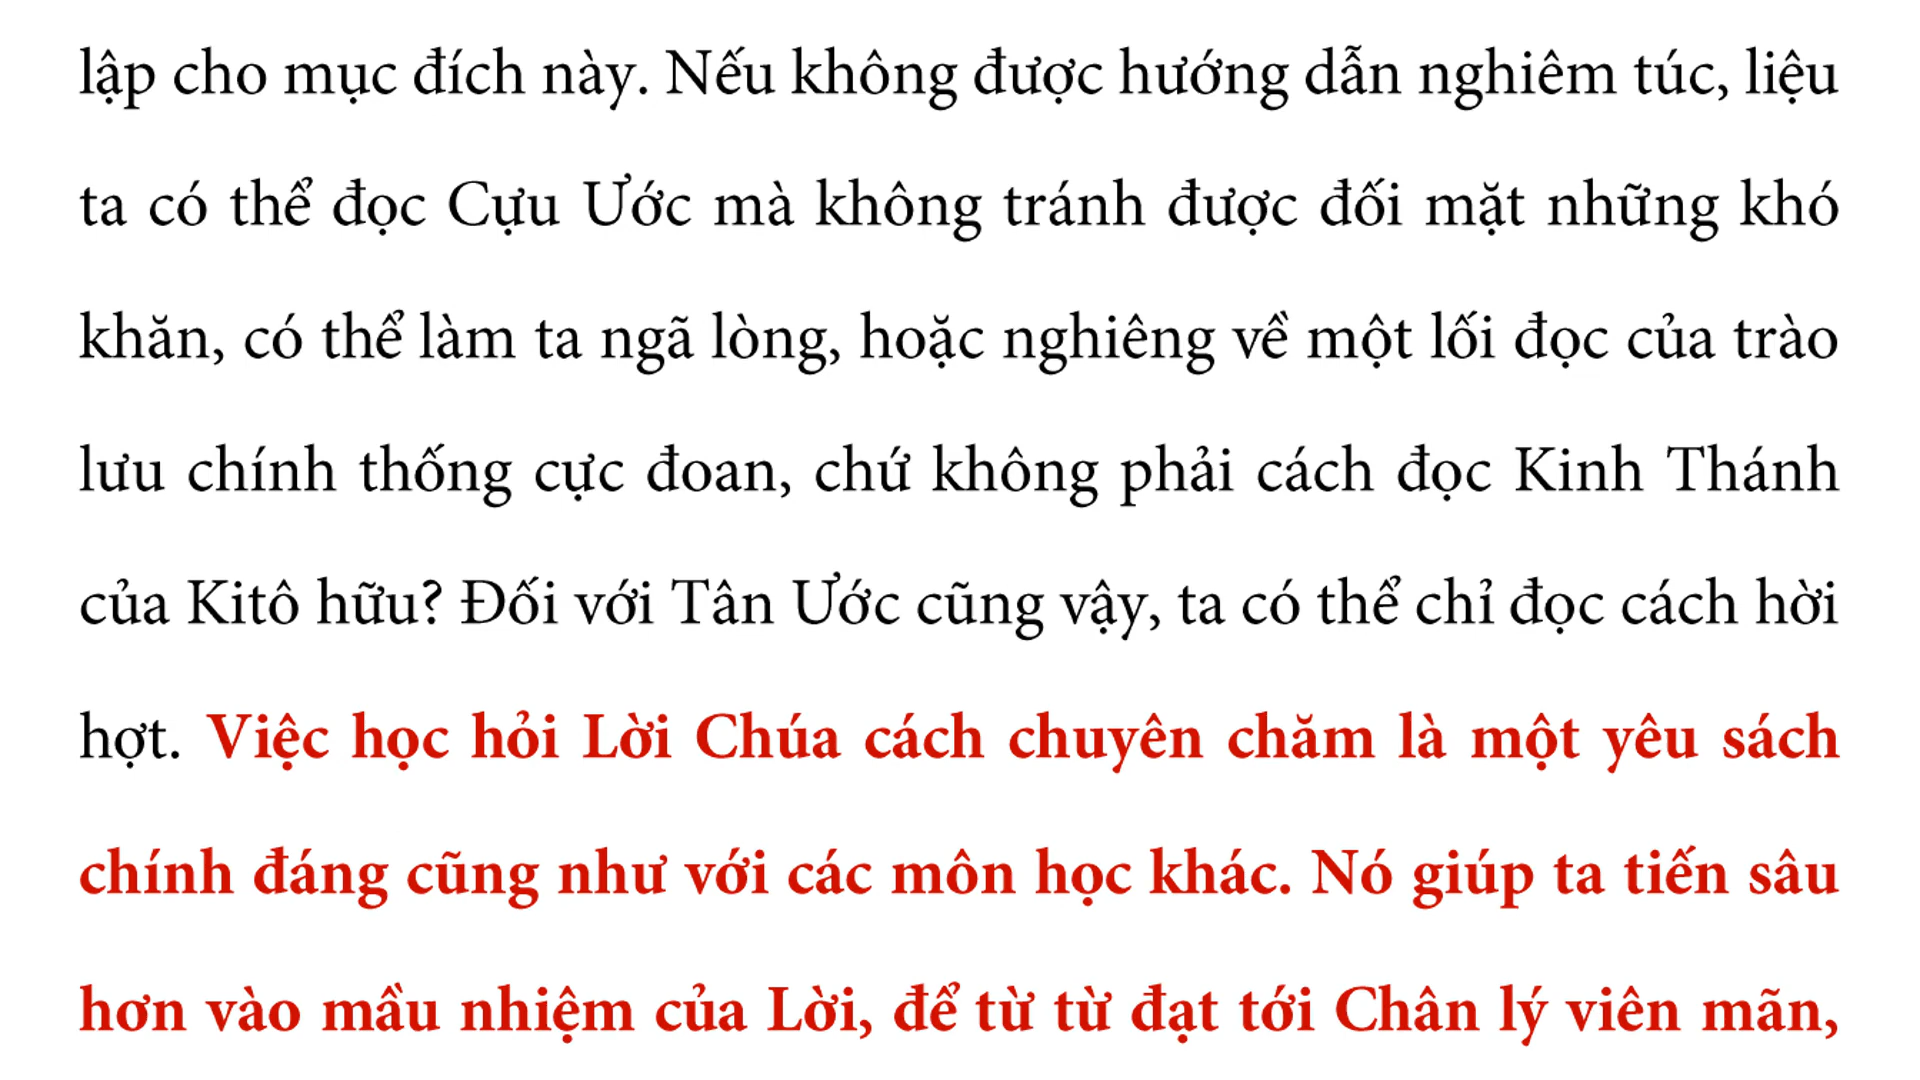 lập cho mục đích này. Nếu không được hướng dẫn nghiêm túc, liệu
ta có thể đọc Cựu Ước mà không tránh được đối mặt những khó
khăn, có thể làm ta ngã lòng, hoặc nghiêng về một lối đọc của trào
lưu chính thống cực đoan, chứ không phải cách đọc Kinh Thánh
của Kitô hữu? Đối với Tân Ước cũng vậy, ta có thể chỉ đọc cách hời
hợt. Việc học hỏi Lời Chúa cách chuyên chăm là một yêu sách
chính đáng cũng như với các môn học khác. Nó giúp ta tiến sâu
hơn vào mầu nhiệm của Lời, để từ từ đạt tới Chân lý viên mãn,